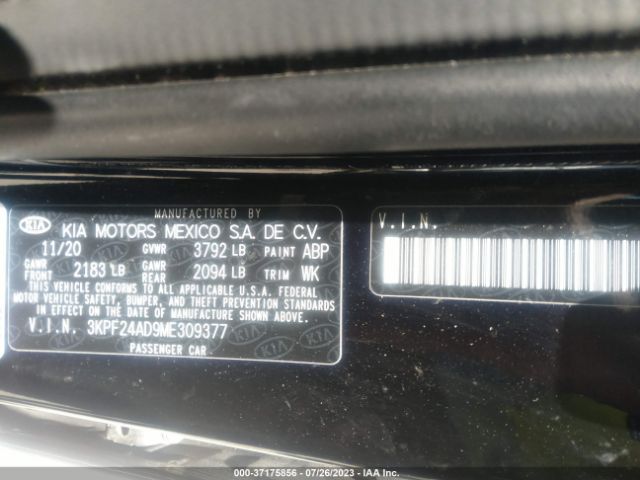 MANUFACTURED BY
KIA KIA MOTORS MEXICO S.A. DE C.V.
11/20 GVWR 3792 LB PAINT ABP
GAWR FRONT 2183 LB GAWR REAR 2094 LB TRIM WK
THIS VEHICLE CONFORMS TO ALL APPLICABLE U.S.A. FEDERAL
MOTOR VEHICLE SAFETY, BUMPER, AND THEFT PREVENTION STANDARDS
IN EFFECT ON THE DATE OF MANUFACTURE SHOWN ABOVE.
V.I.N. 3KPF24AD9ME309377
PASSENGER CAR
V.I.N.
000-37175856 - 07/26/2023 - IAA Inc.